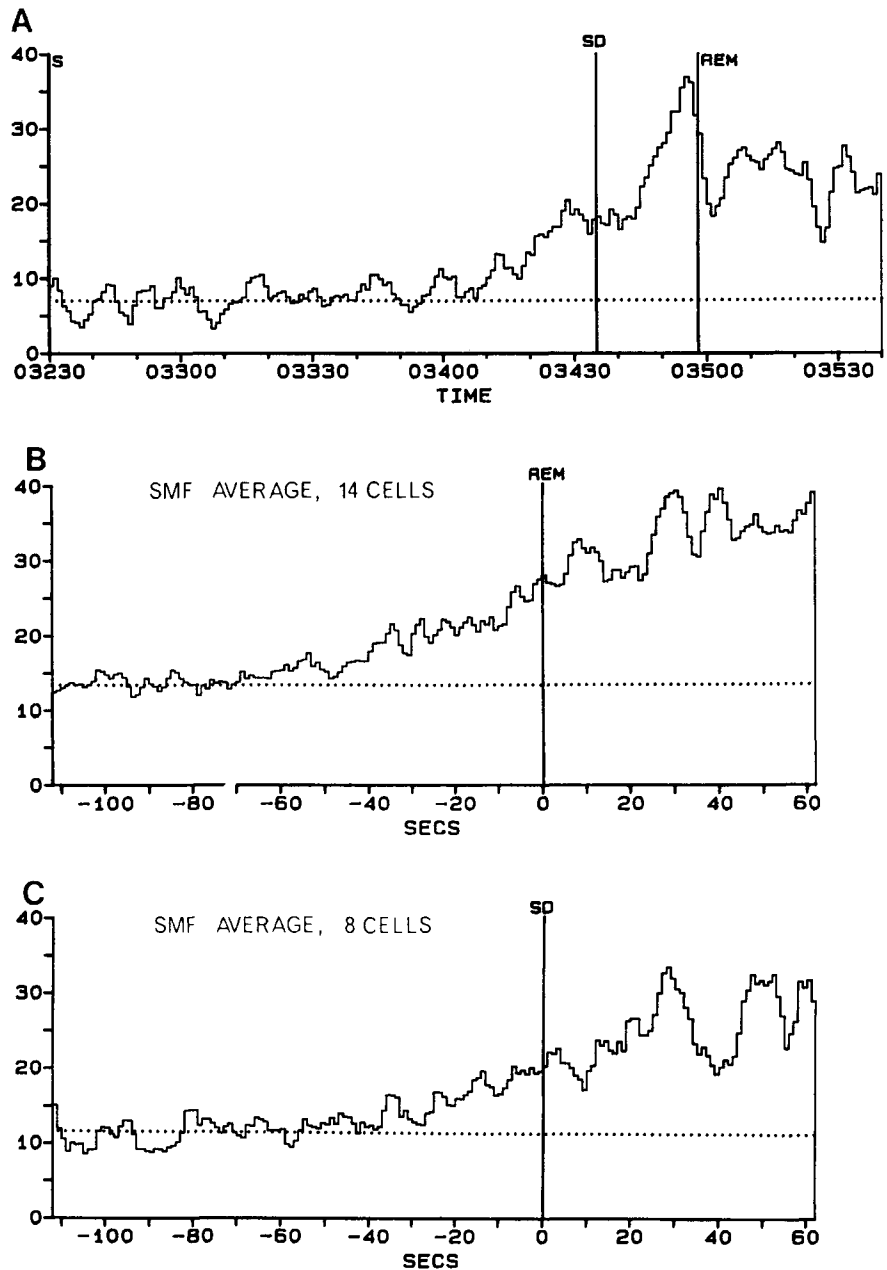 A
SD
40 S REM
30
20
10
0
03230 03300 03330 03400 03430 03500 03530
TIME
B
REM
40 SMF AVERAGE, 14 CELLS
30
20
10
0
-100 -80 -60 -40 -20 0 20 40 60
SECS
C
SD
40 SMF AVERAGE, 8 CELLS
30
20
10
0
-100 -80 -60 -40 -20 0 20 40 60
SECS